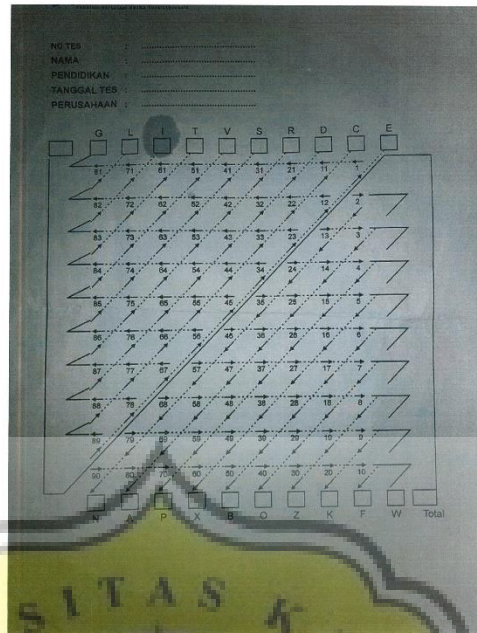 NO TES : ..............................
NAMA : ..............................
PENDIDIKAN : ..............................
TANGGAL TES : ..............................
PERUSAHAAN : ..............................
G L I T V S R D C E
81 71 61 51 41 31 21 11 1
82 72 62 52 42 32 22 12 2
83 73 63 53 43 33 23 13 3
84 74 64 54 44 34 24 14 4
85 75 65 55 45 35 25 15 5
86 76 66 56 46 36 26 16 6
87 77 67 57 47 37 27 17 7
88 78 68 58 48 38 28 18 8
89 79 69 59 49 39 29 19 9
90 80 70 60 50 40 30 20 10
N A P X B O Z K F W Total
SITAS K